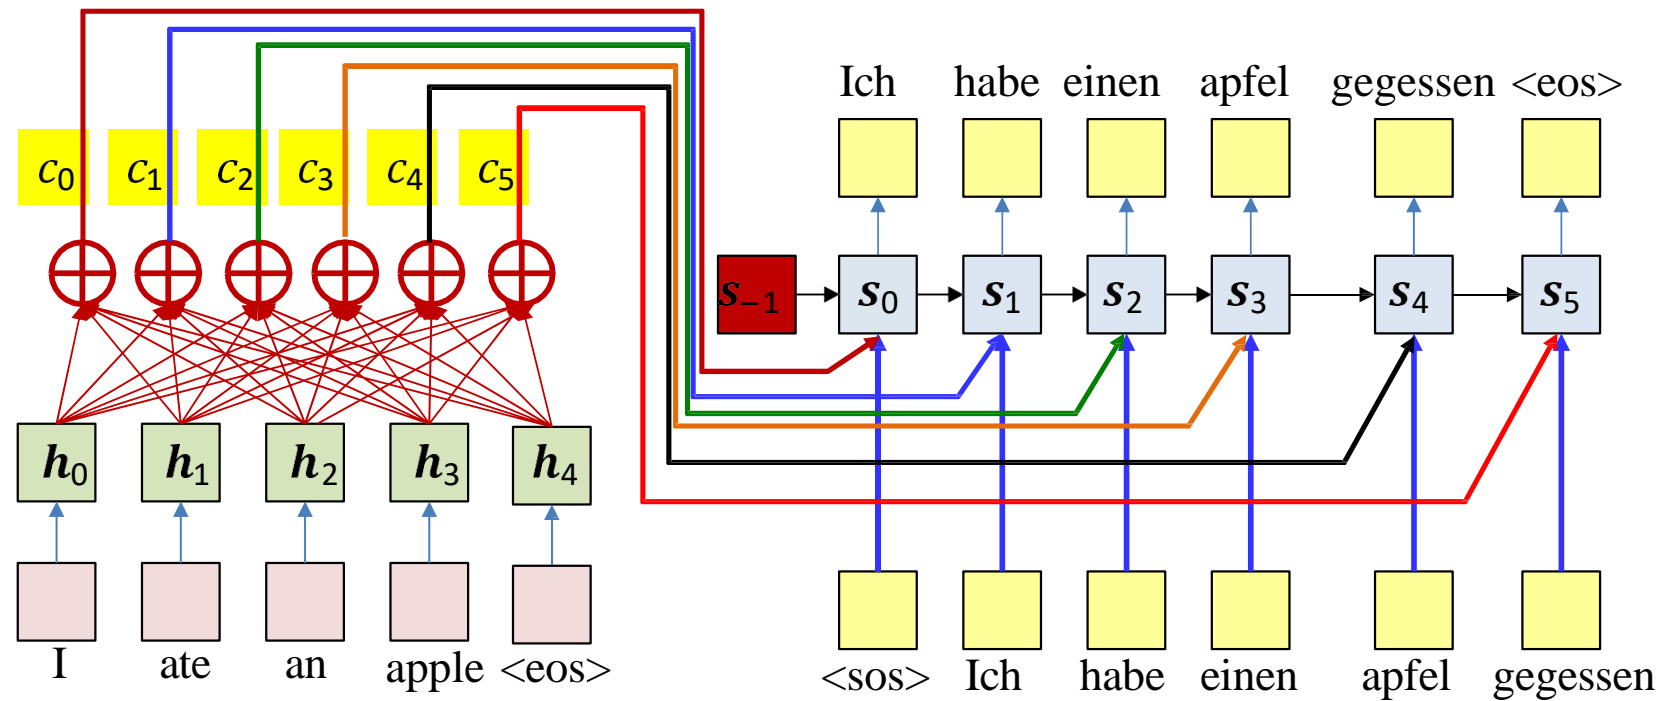 Ich habe einen apfel gegessen <eos>
c0 c1 c2 c3 c4 c5
s−1 s0 s1 s2 s3 s4 s5
h0 h1 h2 h3 h4
I ate an apple <eos>
<sos> Ich habe einen apfel gegessen